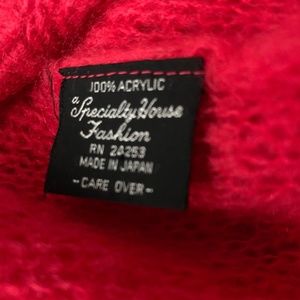 100% ACRYLIC
a
Specialty House
Fashion
RN 24253
MADE IN JAPAN
- CARE OVER -